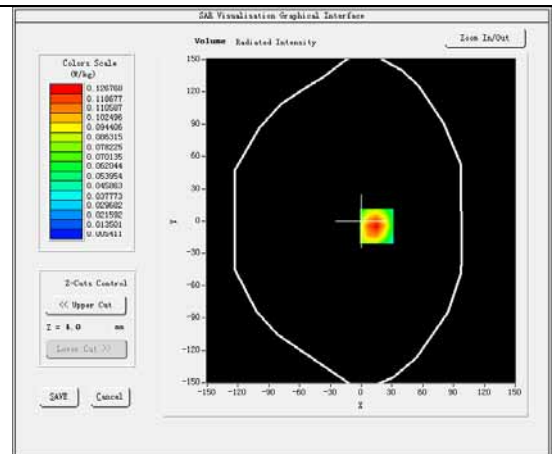 SAR Visualisation Graphical Interface
Volume Radiated Intensity
Zoom In/Out
Colors Scale
(W/kg)
0.126768
0.118677
0.110587
0.102496
0.094406
0.086315
0.078225
0.070135
0.062044
0.053954
0.045863
0.037773
0.029682
0.021592
0.013501
0.005411
Z-Cuts Control
<< Upper Cut
Z = 4.0 mm
Lower Cut >>
SAVE
Cancel
150
120
90
60
30
0
-30
-60
-90
-120
-150
Y
-150 -120 -90 -60 -30 0 30 60 90 120 150
X